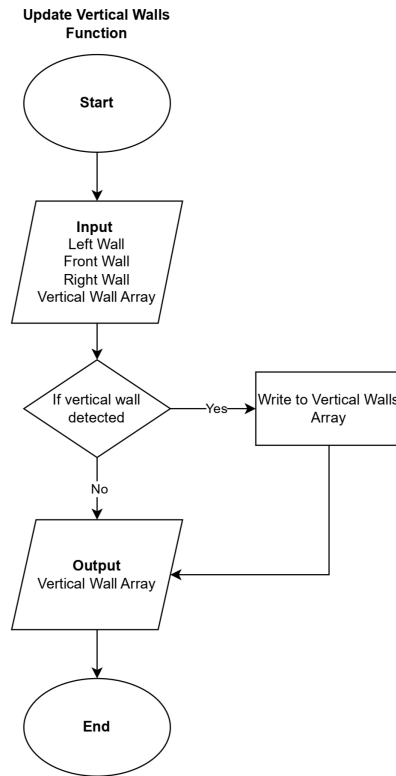 Update Vertical Walls
Function
Start
Input
Left Wall
Front Wall
Right Wall
Vertical Wall Array
If vertical wall
detected
Yes
Write to Vertical Walls
Array
No
Output
Vertical Wall Array
End